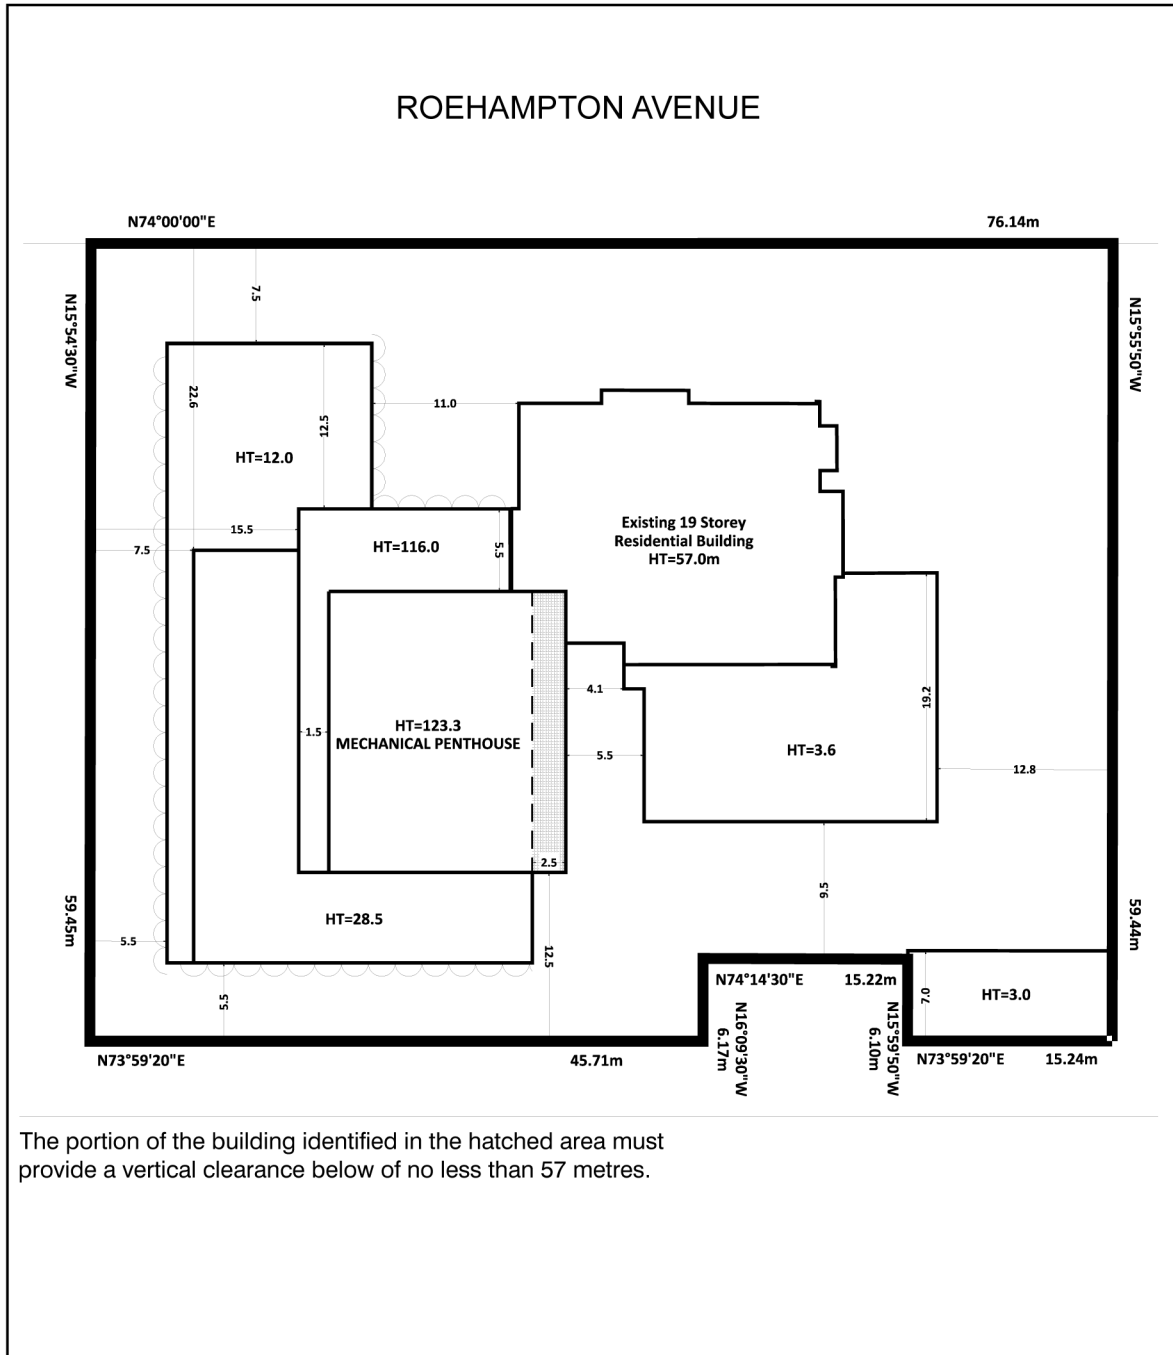 ROEHAMPTON AVENUE
N74°00'00"E
76.14m
N15°54'30"W
N15°55'50"W
7.5
22.6
12.5
11.0
HT=12.0
15.5
7.5
HT=116.0
5.5
Existing 19 Storey
Residential Building
HT=57.0m
4.1
19.2
1.5
HT=123.3
MECHANICAL PENTHOUSE
5.5
HT=3.6
12.8
2.5
9.5
59.45m
59.44m
HT=28.5
5.5
12.5
5.5
N74°14'30"E
15.22m
7.0
HT=3.0
N16°09'30"W
6.17m
N15°59'50"W
6.10m
N73°59'20"E
45.71m
N73°59'20"E
15.24m
The portion of the building identified in the hatched area must
provide a vertical clearance below of no less than 57 metres.